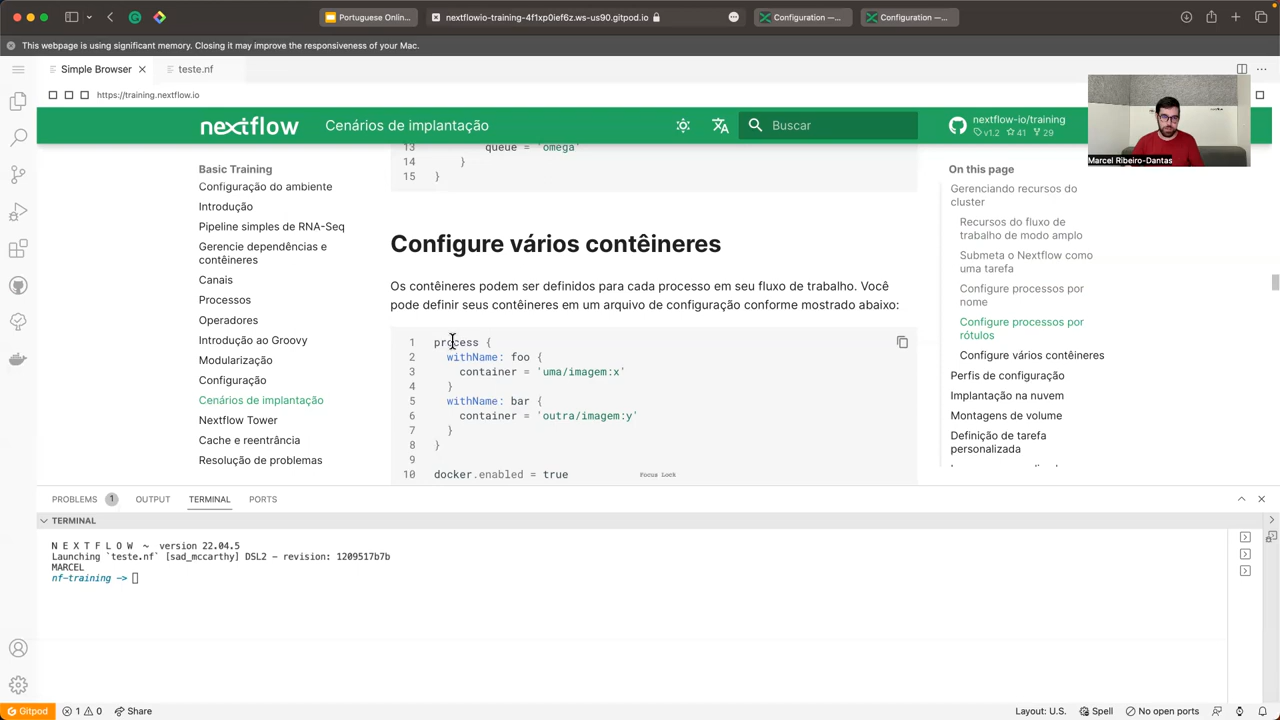 Portuguese Onlin...
nextflowio-training-4f1xp0ief6z.ws-us90.gitpod.io
Configuration —...
Configuration —...
This webpage is using significant memory. Closing it may improve the responsiveness of your Mac.
Simple Browser
teste.nf
https://training.nextflow.io
nextflow
Cenários de implantação
Buscar
nextflow-io/training
v1.2 41 29
Marcel Ribeiro-Dantas
Basic Training
Configuração do ambiente
Introdução
Pipeline simples de RNA-Seq
Gerencie dependências e
contêineres
Canais
Processos
Operadores
Introdução ao Groovy
Modularização
Configuração
Cenários de implantação
Nextflow Tower
Cache e reentrância
Resolução de problemas
13 queue = 'omega'
14 }
15 }
Configure vários contêineres
Os contêineres podem ser definidos para cada processo em seu fluxo de trabalho. Você
pode definir seus contêineres em um arquivo de configuração conforme mostrado abaixo:
1 process {
2 withName: foo {
3 container = 'uma/imagem:x'
4 }
5 withName: bar {
6 container = 'outra/imagem:y'
7 }
8 }
9
10 docker.enabled = true
Focus Lock
On this page
Gerenciando recursos do
cluster
Recursos do fluxo de
trabalho de modo amplo
Submeta o Nextflow como
uma tarefa
Configure processos por
nome
Configure processos por
rótulos
Configure vários contêineres
Perfis de configuração
Implantação na nuvem
Montagens de volume
Definição de tarefa
personalizada
PROBLEMS 1 OUTPUT TERMINAL PORTS
TERMINAL
N E X T F L O W ~ version 22.04.5
Launching `teste.nf` [sad_mccarthy] DSL2 - revision: 1209517b7b
MARCEL
nf-training ->
Gitpod 1 0 Share
Layout: U.S. Spell No open ports